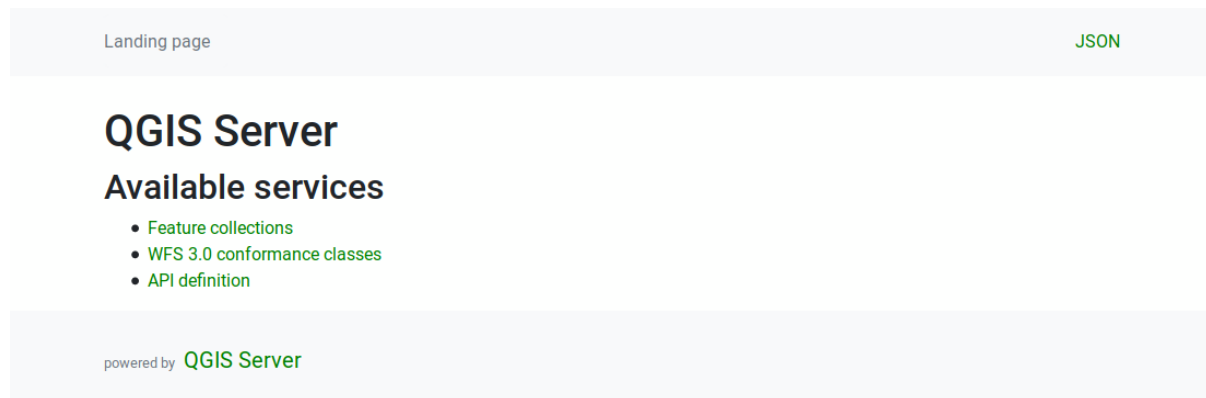 Landing page JSON
QGIS Server
Available services
Feature collections
WFS 3.0 conformance classes
API definition
powered by QGIS Server